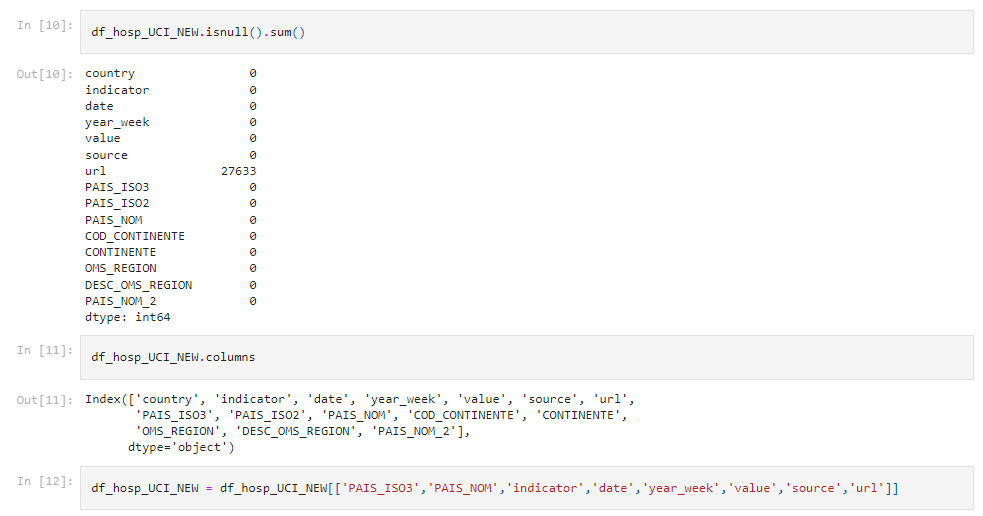 In [10]: df_hosp_UCI_NEW.isnull().sum()
Out[10]: country 0
indicator 0
date 0
year_week 0
value 0
source 0
url 27633
PAIS_ISO3 0
PAIS_ISO2 0
PAIS_NOM 0
COD_CONTINENTE 0
CONTINENTE 0
OMS_REGION 0
DESC_OMS_REGION 0
PAIS_NOM_2 0
dtype: int64
In [11]: df_hosp_UCI_NEW.columns
Out[11]: Index(['country', 'indicator', 'date', 'year_week', 'value', 'source', 'url',
'PAIS_ISO3', 'PAIS_ISO2', 'PAIS_NOM', 'COD_CONTINENTE', 'CONTINENTE',
'OMS_REGION', 'DESC_OMS_REGION', 'PAIS_NOM_2'],
dtype='object')
In [12]: df_hosp_UCI_NEW = df_hosp_UCI_NEW[['PAIS_ISO3','PAIS_NOM','indicator','date','year_week','value','source','url']]